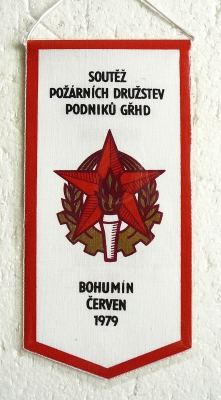 SOUTĚŽ
POŽÁRNÍCH DRUŽSTEV
PODNIKŮ GŘHD
BOHUMÍN
ČERVEN
1979